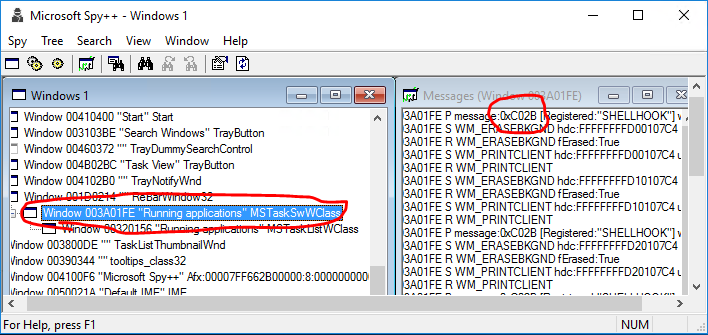 Microsoft Spy++ - Windows 1
Spy Tree Search View Window Help
Windows 1
Window 00410400 "Start" Start
Window 003103BE "Search Windows" TrayButton
Window 00460372 "" TrayDummySearchControl
Window 004B02BC "Task View" TrayButton
Window 004102B0 "" TrayNotifyWnd
Window 001D0214 "" ReBarWindow32
Window 003A01FE "Running applications" MSTaskSwWClass
Window 00320156 "Running applications" MSTaskListWClass
Window 003800DE "" TaskListThumbnailWnd
Window 00390344 "" tooltips_class32
Window 004100F6 "Microsoft Spy++" Afx:00007FF662B00000:8:000000000
Window 0050021A "Default IME" IME
Messages (Window 003A01FE)
3A01FE P message:0xC02B [Registered:"SHELLHOOK"] w
3A01FE S WM_ERASEBKGND hdc:FFFFFFFFD00107C4
3A01FE R WM_ERASEBKGND fErased:True
3A01FE S WM_PRINTCLIENT hdc:FFFFFFFFD00107C4 u
3A01FE R WM_PRINTCLIENT
3A01FE S WM_ERASEBKGND hdc:FFFFFFFFD10107C4
3A01FE R WM_ERASEBKGND fErased:True
3A01FE S WM_PRINTCLIENT hdc:FFFFFFFFD10107C4 u
3A01FE R WM_PRINTCLIENT
3A01FE P message:0xC02B [Registered:"SHELLHOOK"] w
3A01FE S WM_ERASEBKGND hdc:FFFFFFFFD20107C4
3A01FE R WM_ERASEBKGND fErased:True
3A01FE S WM_PRINTCLIENT hdc:FFFFFFFFD20107C4 u
3A01FE R WM_PRINTCLIENT
For Help, press F1
NUM